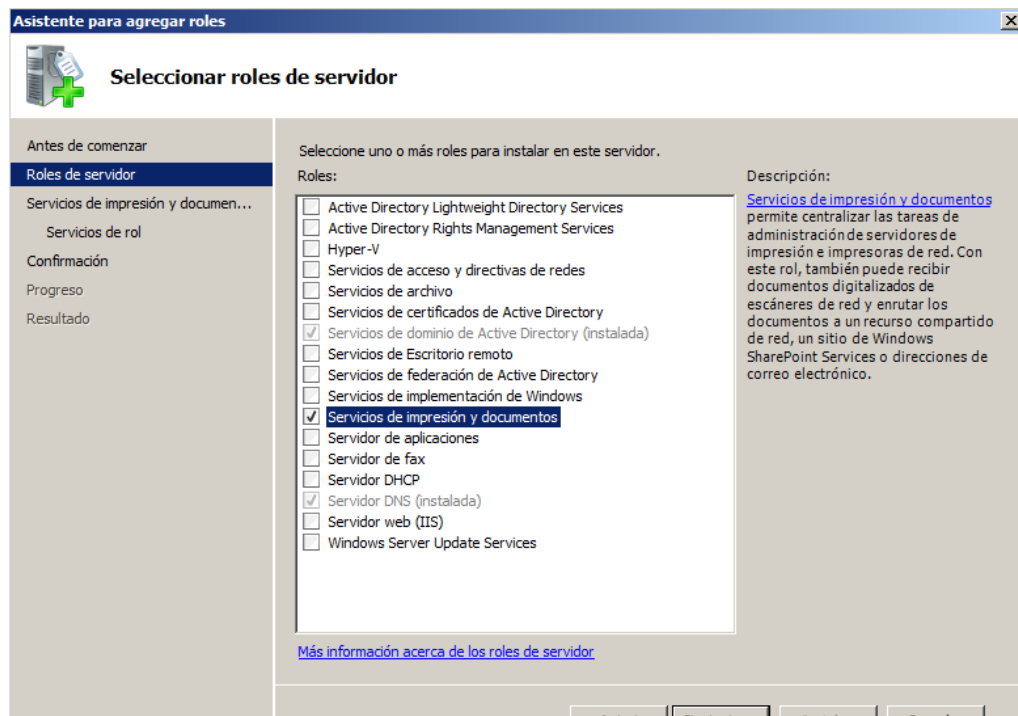 Asistente para agregar roles
Seleccionar roles de servidor
Antes de comenzar
Roles de servidor
Servicios de impresión y documen...
Servicios de rol
Confirmación
Progreso
Resultado
Seleccione uno o más roles para instalar en este servidor.
Roles:
Active Directory Lightweight Directory Services
Active Directory Rights Management Services
Hyper-V
Servicios de acceso y directivas de redes
Servicios de archivo
Servicios de certificados de Active Directory
Servicios de dominio de Active Directory (instalada)
Servicios de Escritorio remoto
Servicios de federación de Active Directory
Servicios de implementación de Windows
Servicios de impresión y documentos
Servidor de aplicaciones
Servidor de fax
Servidor DHCP
Servidor DNS (instalada)
Servidor web (IIS)
Windows Server Update Services
Más información acerca de los roles de servidor
Descripción:
Servicios de impresión y documentos
permite centralizar las tareas de
administración de servidores de
impresión e impresoras de red. Con
este rol, también puede recibir
documentos digitalizados de
escáneres de red y enrutar los
documentos a un recurso compartido
de red, un sitio de Windows
SharePoint Services o direcciones de
correo electrónico.